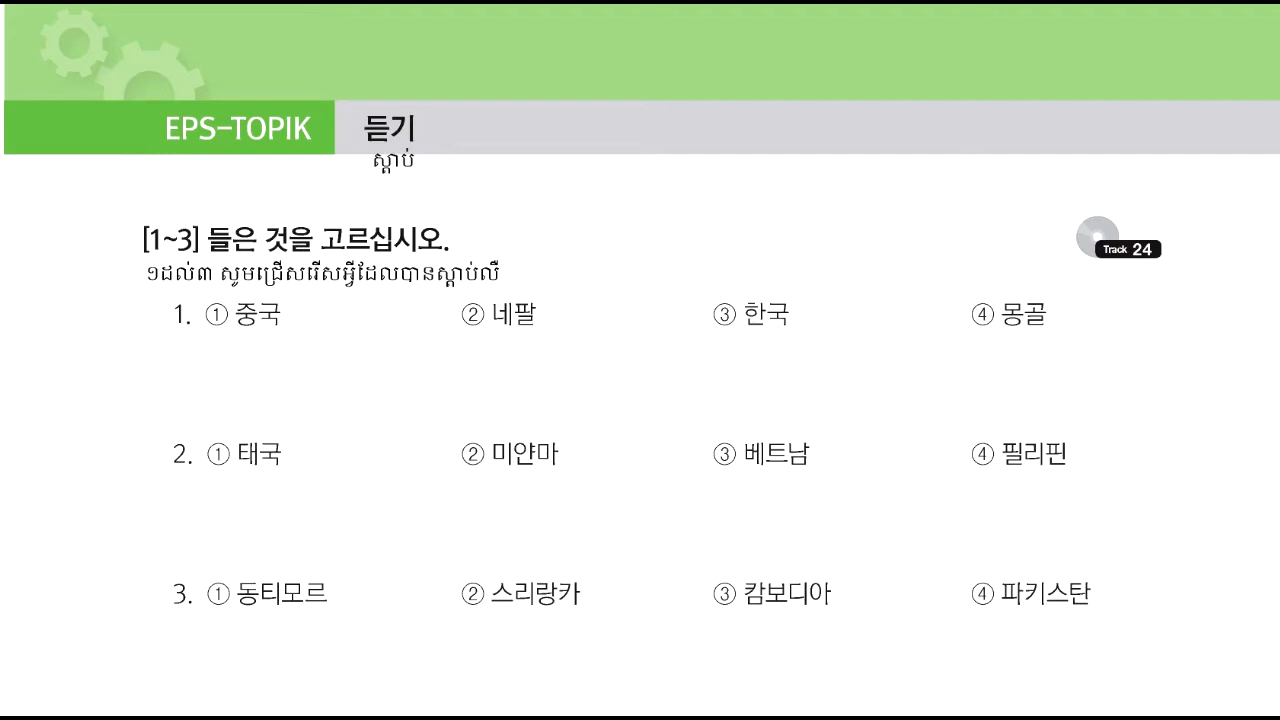 EPS-TOPIK 듣기
ស្តាប់
[1~3] 들은 것을 고르십시오.
Track 24
១ដល់៣ សូមជ្រើសរើសអ្វីដែលបានស្តាប់លឺ
1. ① 중국 ② 네팔 ③ 한국 ④ 몽골
2. ① 태국 ② 미얀마 ③ 베트남 ④ 필리핀
3. ① 동티모르 ② 스리랑카 ③ 캄보디아 ④ 파키스탄